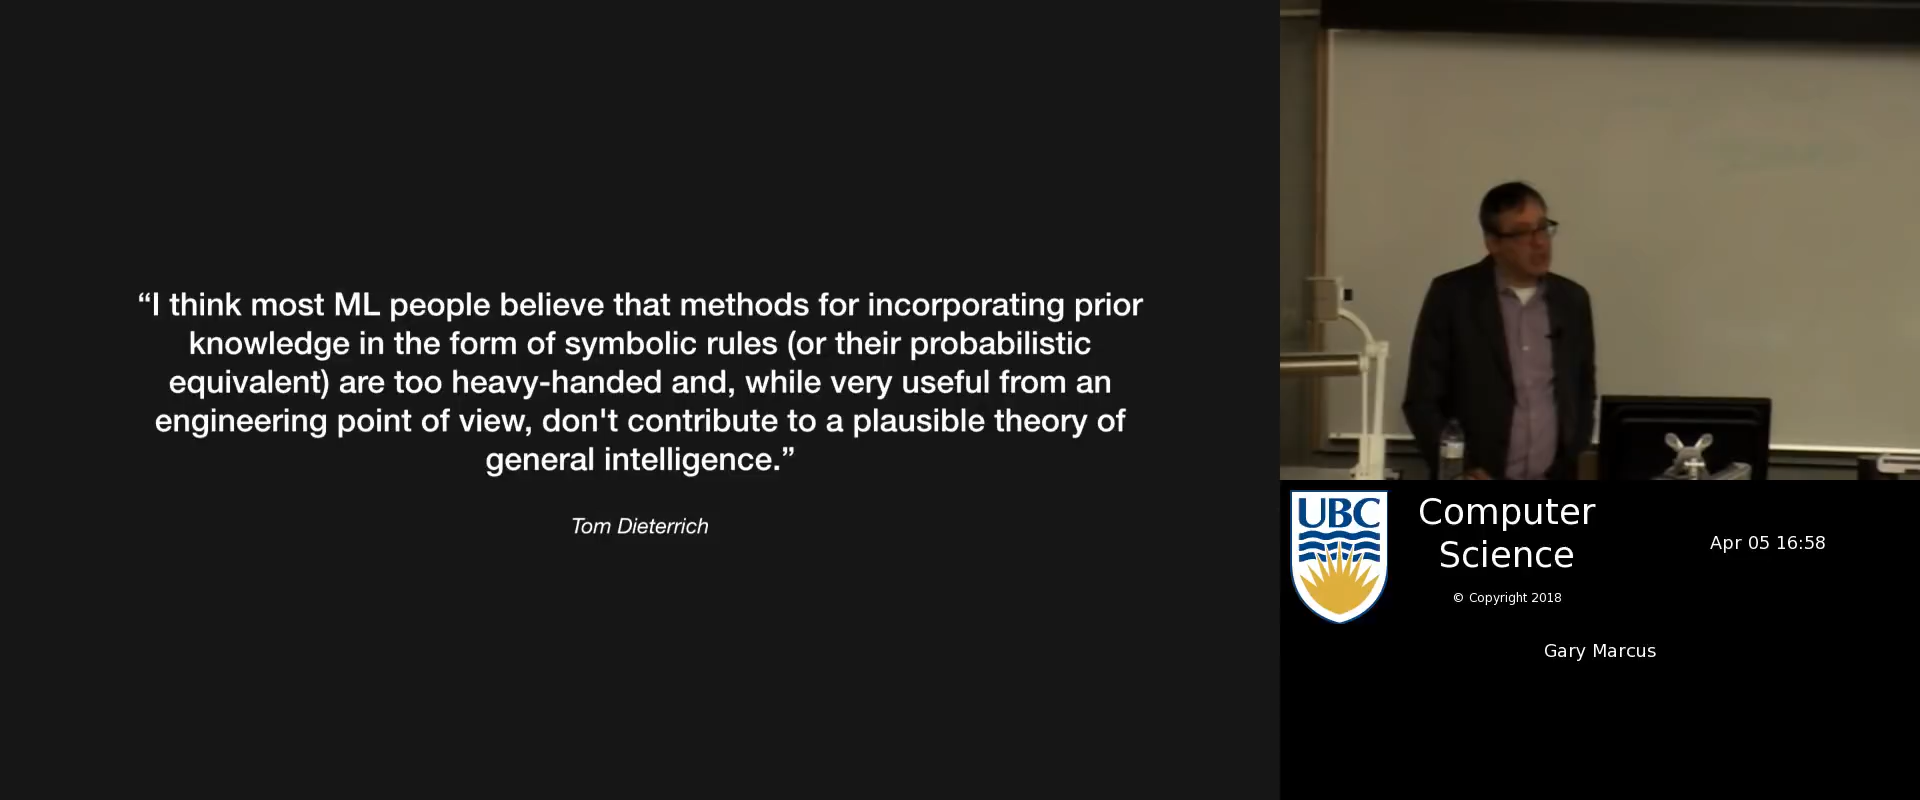 “I think most ML people believe that methods for incorporating prior
knowledge in the form of symbolic rules (or their probabilistic
equivalent) are too heavy-handed and, while very useful from an
engineering point of view, don't contribute to a plausible theory of
general intelligence.”
Tom Dieterrich
UBC
Computer
Science
Apr 05 16:58
© Copyright 2018
Gary Marcus